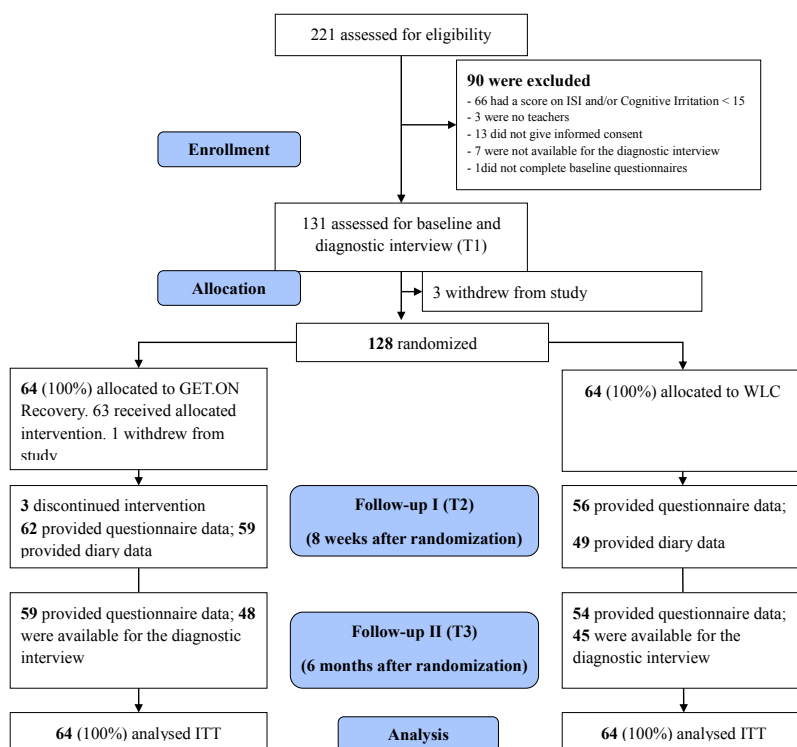 221 assessed for eligibility
90 were excluded
- 66 had a score on ISI and/or Cognitive Irritation < 15
- 3 were no teachers
- 13 did not give informed consent
- 7 were not available for the diagnostic interview
- 1did not complete baseline questionnaires
Enrollment
131 assessed for baseline and
diagnostic interview (T1)
Allocation
3 withdrew from study
128 randomized
64 (100%) allocated to GET.ON
Recovery. 63 received allocated
intervention. 1 withdrew from
study
64 (100%) allocated to WLC
3 discontinued intervention
62 provided questionnaire data; 59
provided diary data
Follow-up I (T2)
(8 weeks after randomization)
56 provided questionnaire data;
49 provided diary data
59 provided questionnaire data; 48
were available for the diagnostic
interview
Follow-up II (T3)
(6 months after randomization)
54 provided questionnaire data;
45 were available for the
diagnostic interview
64 (100%) analysed ITT
Analysis
64 (100%) analysed ITT